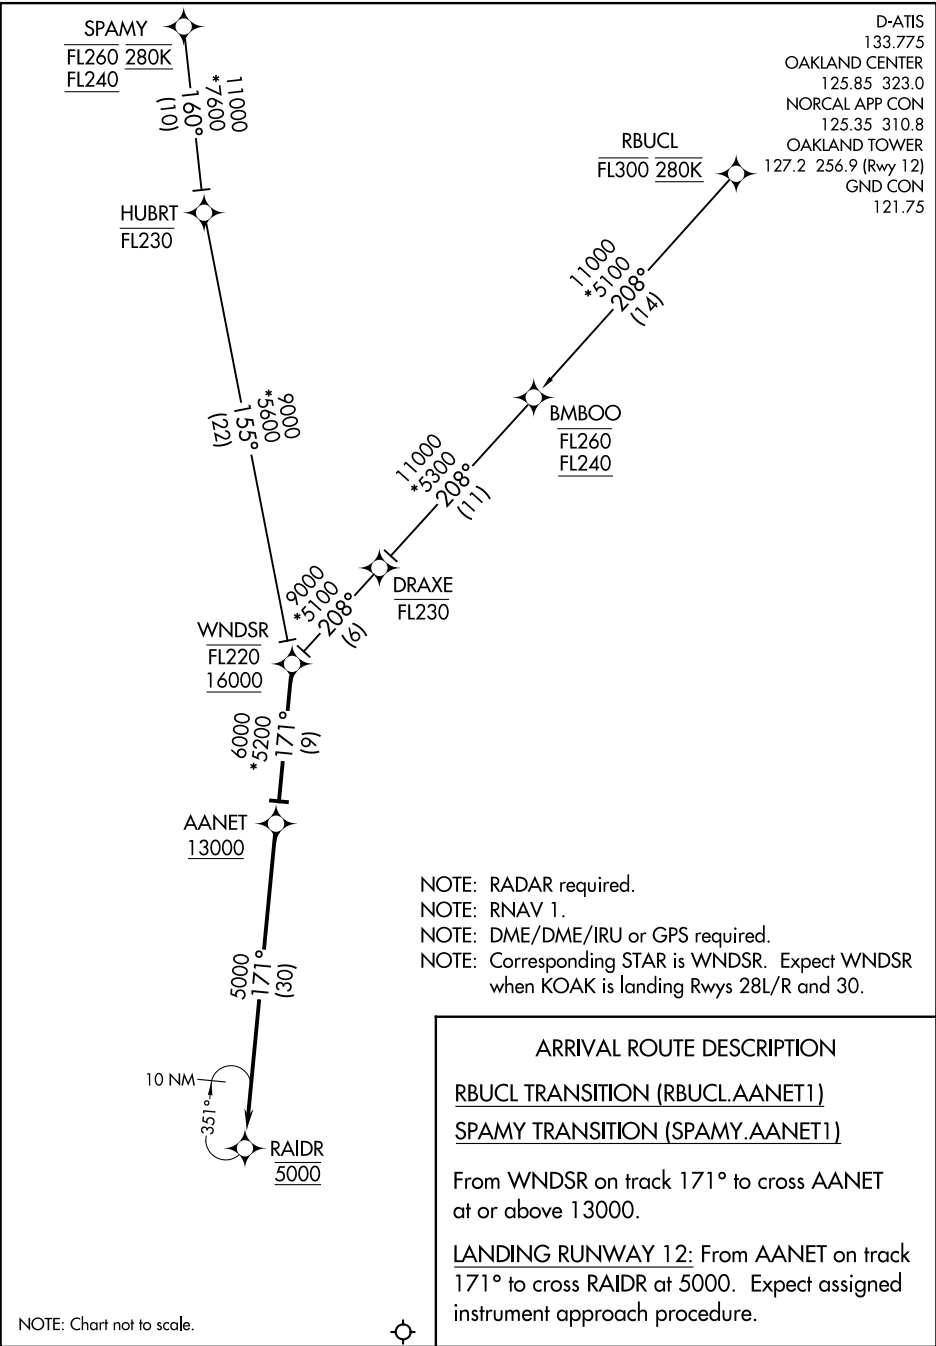 D-ATIS
133.775
OAKLAND CENTER
125.85 323.0
NORCAL APP CON
125.35 310.8
OAKLAND TOWER
127.2 256.9 (Rwy 12)
GND CON
121.75
SPAMY
FL260 280K
FL240
11000
*7600
160°
(10)
HUBRT
FL230
RBUCL
FL300 280K
11000
*5100
208°
(14)
9000
*5600
155°
(22)
BMBOO
FL260
FL240
11000
*5300
208°
(11)
DRAXE
FL230
9000
*5100
208°
(6)
WNDSR
FL220
16000
6000
*5200
171°
(9)
AANET
13000
5000
171°
(30)
10 NM
351°
RAIDR
5000
NOTE: RADAR required.
NOTE: RNAV 1.
NOTE: DME/DME/IRU or GPS required.
NOTE: Corresponding STAR is WNDSR. Expect WNDSR
when KOAK is landing Rwys 28L/R and 30.
ARRIVAL ROUTE DESCRIPTION
RBUCL TRANSITION (RBUCL.AANET1)
SPAMY TRANSITION (SPAMY.AANET1)
From WNDSR on track 171° to cross AANET
at or above 13000.
LANDING RUNWAY 12: From AANET on track
171° to cross RAIDR at 5000. Expect assigned
instrument approach procedure.
NOTE: Chart not to scale.